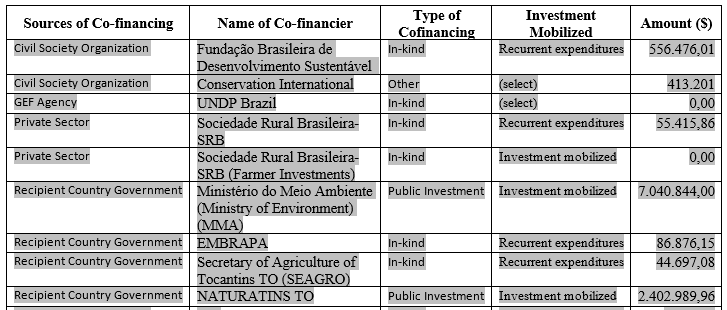 Sources of Co-financing Name of Co-financier Type of Cofinancing Investment Mobilized Amount ($)
Civil Society Organization Fundação Brasileira de Desenvolvimento Sustentável In-kind Recurrent expenditures 556.476,01
Civil Society Organization Conservation International Other (select) 413.201
GEF Agency UNDP Brazil In-kind (select) 0,00
Private Sector Sociedade Rural Brasileira-SRB In-kind Recurrent expenditures 55.415,86
Private Sector Sociedade Rural Brasileira-SRB (Farmer Investments) In-kind Investment mobilized 0,00
Recipient Country Government Ministério do Meio Ambiente (Ministry of Environment) (MMA) Public Investment Investment mobilized 7.040.844,00
Recipient Country Government EMBRAPA In-kind Recurrent expenditures 86.876,15
Recipient Country Government Secretary of Agriculture of Tocantins TO (SEAGRO) In-kind Recurrent expenditures 44.697,08
Recipient Country Government NATURATINS TO Public Investment Investment mobilized 2.402.989,96